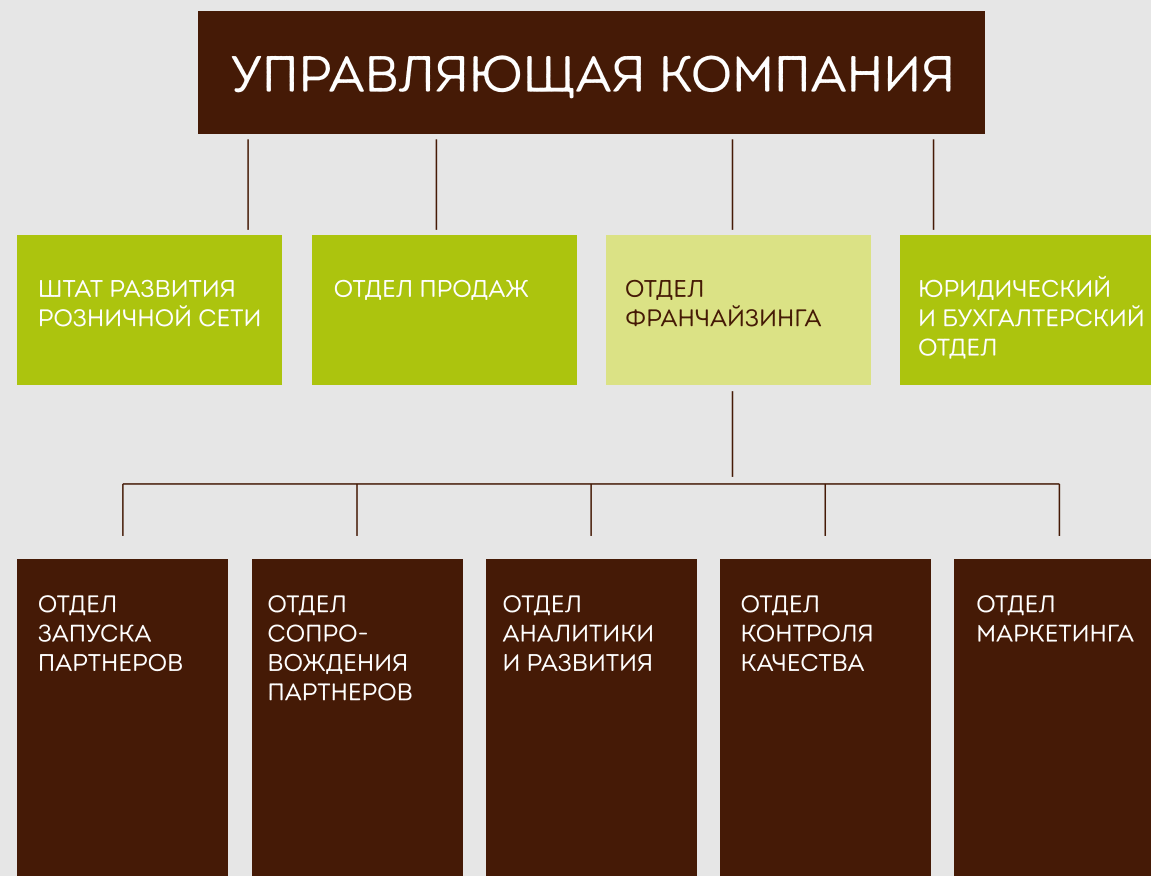 УПРАВЛЯЮЩАЯ КОМПАНИЯ
ШТАТ РАЗВИТИЯ
РОЗНИЧНОЙ СЕТИ
ОТДЕЛ ПРОДАЖ
ОТДЕЛ
ФРАНЧАЙЗИНГА
ЮРИДИЧЕСКИЙ
И БУХГАЛТЕРСКИЙ
ОТДЕЛ
ОТДЕЛ
ЗАПУСКА
ПАРТНЕРОВ
ОТДЕЛ
СОПРО-
ВОЖДЕНИЯ
ПАРТНЕРОВ
ОТДЕЛ
АНАЛИТИКИ
И РАЗВИТИЯ
ОТДЕЛ
КОНТРОЛЯ
КАЧЕСТВА
ОТДЕЛ
МАРКЕТИНГА